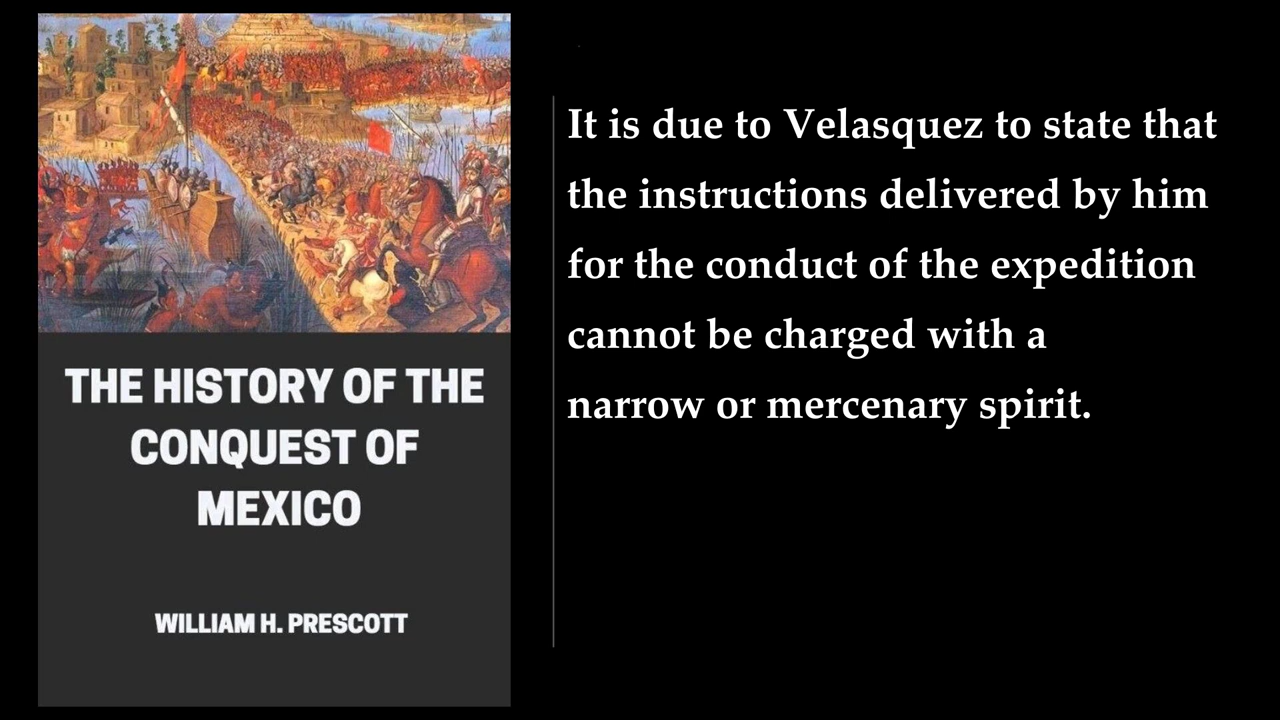 THE HISTORY OF THE
CONQUEST OF
MEXICO
WILLIAM H. PRESCOTT
It is due to Velasquez to state that
the instructions delivered by him
for the conduct of the expedition
cannot be charged with a
narrow or mercenary spirit.